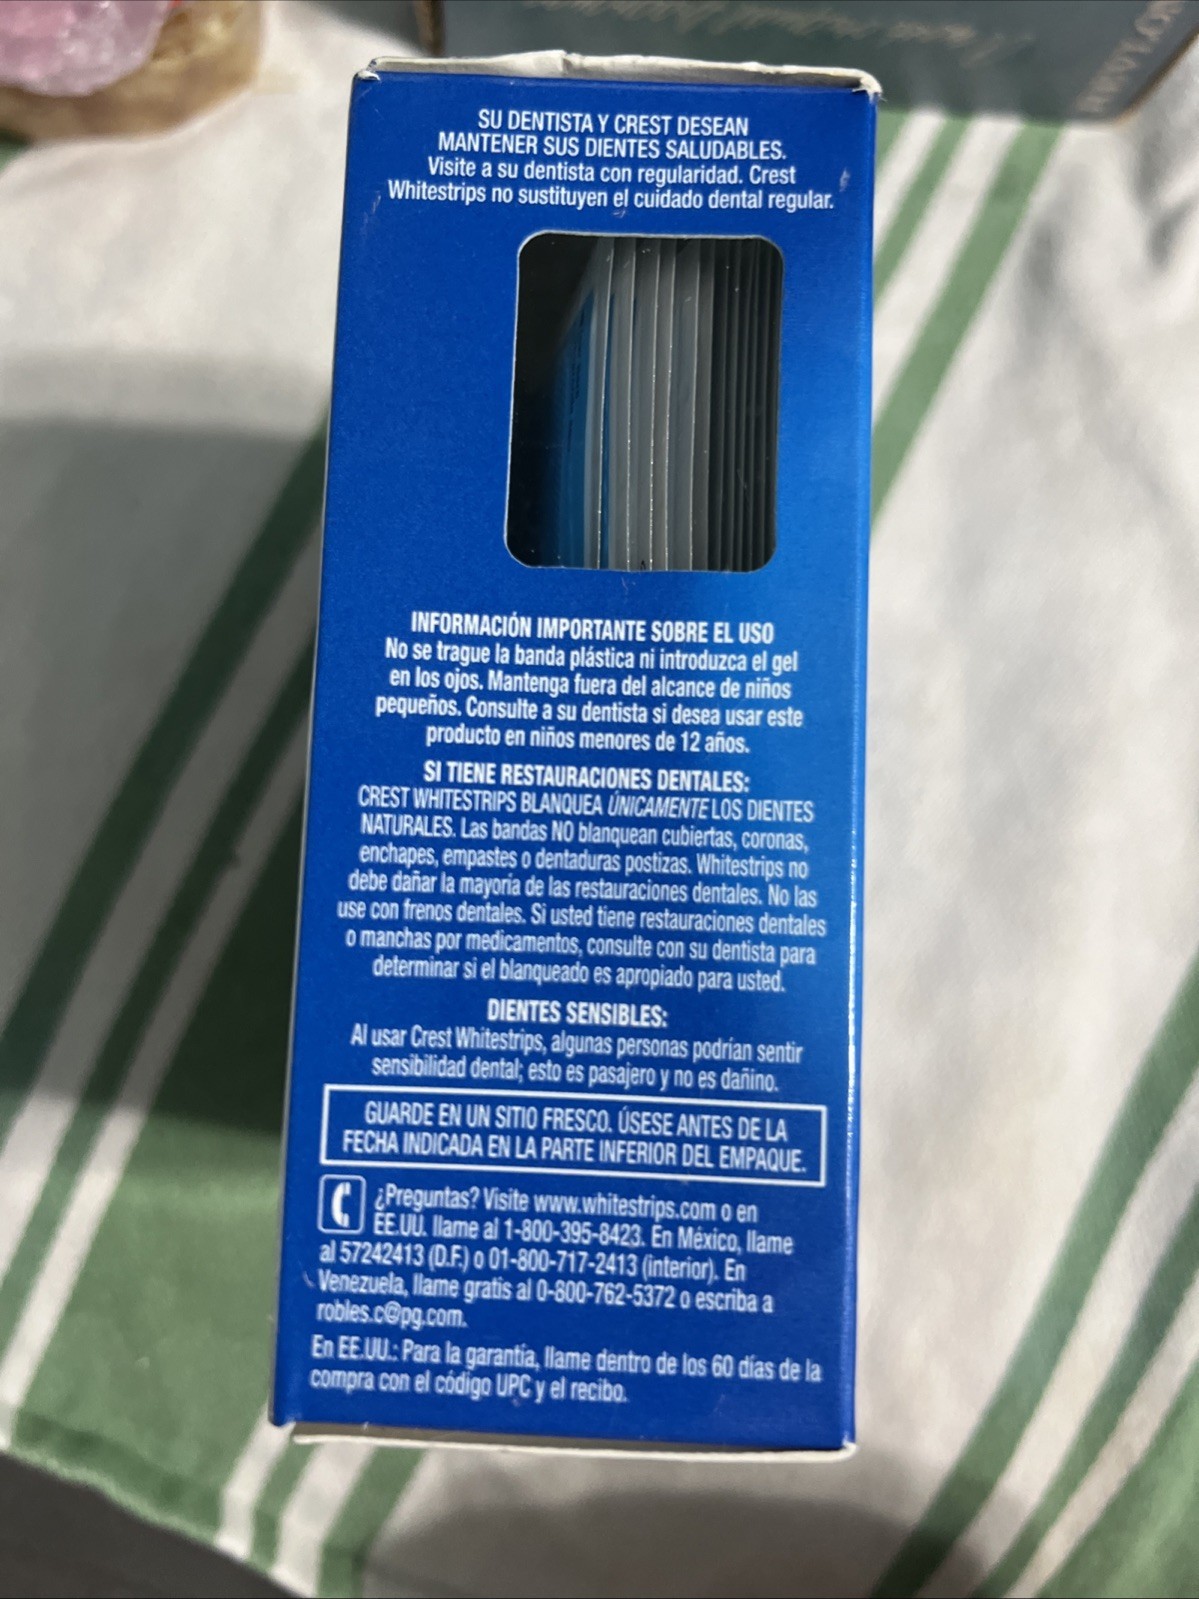 SU DENTISTA Y CREST DESEAN
MANTENER SUS DIENTES SALUDABLES.
Visite a su dentista con regularidad. Crest
Whitestrips no sustituyen el cuidado dental regular.
INFORMACIÓN IMPORTANTE SOBRE EL USO
No se trague la banda plástica ni introduzca el gel
en los ojos. Mantenga fuera del alcance de niños
pequeños. Consulte a su dentista si desea usar este
producto en niños menores de 12 años.
SI TIENE RESTAURACIONES DENTALES:
CREST WHITESTRIPS BLANQUEA ÚNICAMENTE LOS DIENTES
NATURALES. Las bandas NO blanquean cubiertas, coronas,
enchapes, empastes o dentaduras postizas. Whitestrips no
debe dañar la mayoría de las restauraciones dentales. No las
use con frenos dentales. Si usted tiene restauraciones dentales
o manchas por medicamentos, consulte con su dentista para
determinar si el blanqueado es apropiado para usted.
DIENTES SENSIBLES:
Al usar Crest Whitestrips, algunas personas podrían sentir
sensibilidad dental; esto es pasajero y no es dañino.
GUARDE EN UN SITIO FRESCO. ÚSESE ANTES DE LA
FECHA INDICADA EN LA PARTE INFERIOR DEL EMPAQUE.
¿Preguntas? Visite www.whitestrips.com o en
EE.UU. llame al 1-800-395-8423. En México, llame
al 57242413 (D.F.) o 01-800-717-2413 (interior). En
Venezuela, llame gratis al 0-800-762-5372 o escriba a
robles.c@pg.com.
En EE.UU.: Para la garantía, llame dentro de los 60 días de la
compra con el código UPC y el recibo.